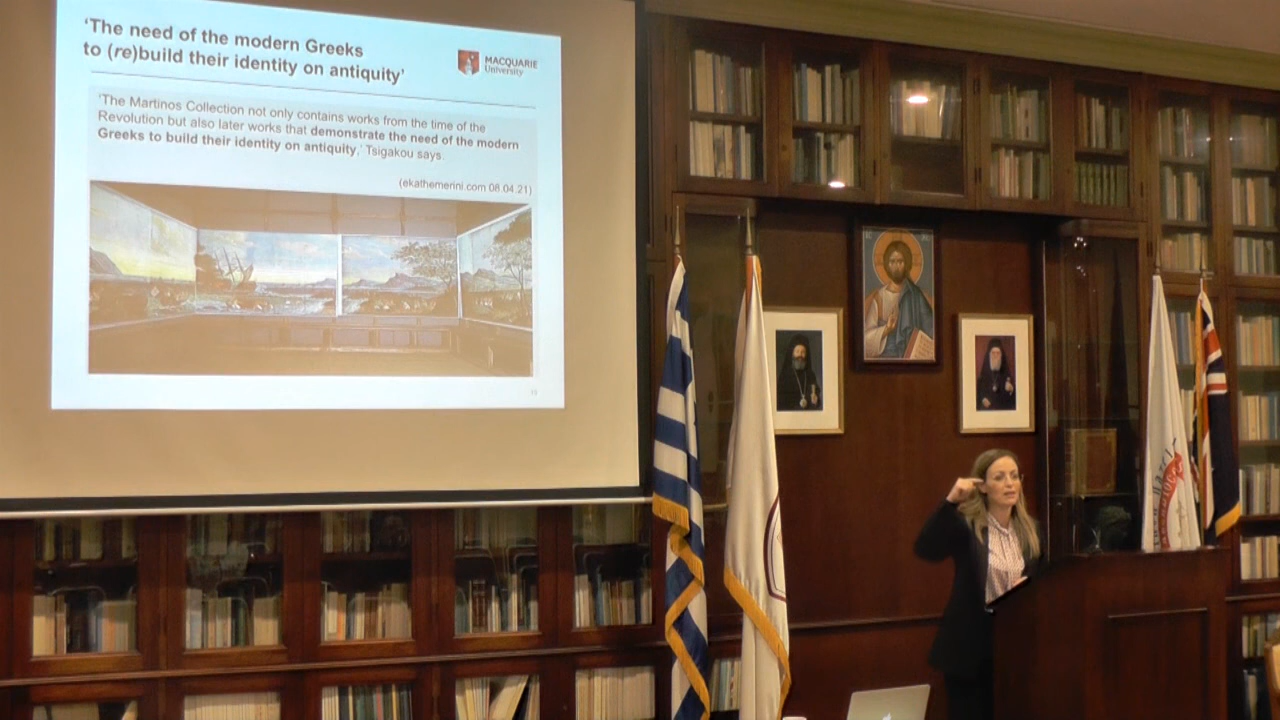 ‘The need of the modern Greeks
to (re)build their identity on antiquity’
MACQUARIE
University
‘The Martinos Collection not only contains works from the time of the
Revolution but also later works that demonstrate the need of the modern
Greeks to build their identity on antiquity,’ Tsigakou says.
(ekathemerini.com 08.04.21)